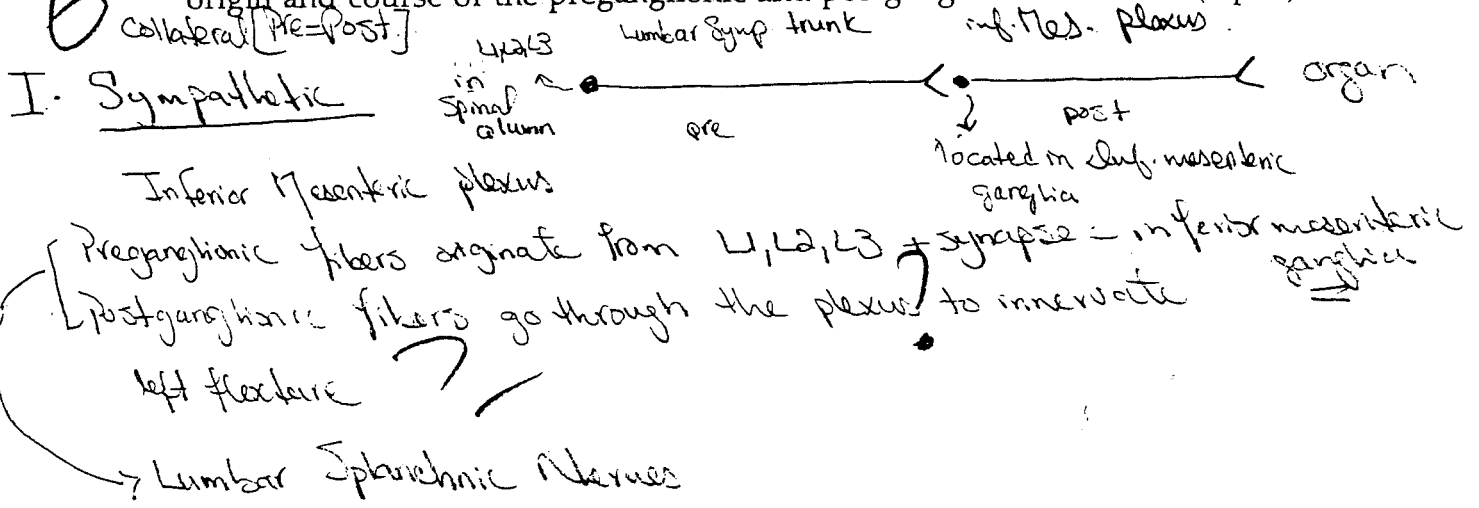 origin and course of the preganglionic and postgang
Collateral [Pre=Post]
Lumbar Symp trunk
inf. Mes. plexus.
L1,L2,L3
in
spinal
column
I. Sympathetic
pre
post
organ
located in Inf. mesenteric
ganglia
Inferior Mesenteric plexus
Preganglionic fibers originate from L1, L2, L3 + synapse = inferior mesenteric
ganglia
Postganglionic fibers go through the plexus to innervate
left flexture
?
?
→ Lumbar Splanchnic Nerves